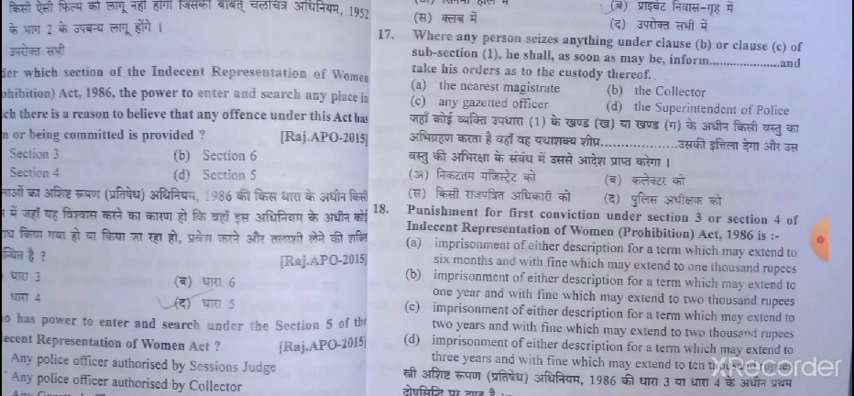 किसी ऐसी फिल्म को लागू नहीं होगी जिसकी बाबत् चलचित्र अधिनियम, 1952
के भाग 2 के उपबन्ध लागू होंगे ।
उपरोक्त सभी
der which section of the Indecent Representation of Women
ohibition) Act, 1986, the power to enter and search any place in
ch there is a reason to believe that any offence under this Act has
n or being committed is provided ? [Raj.APO-2015]
Section 3 (b) Section 6
Section 4 (d) Section 5
नाओं का अशिष्ट रूपण (प्रतिषेध) अधिनियम, 1986 की किस धारा के अधीन किसी
में जहाँ यह विश्वास करने का कारण हो कि वहाँ इस अधिनियम के अधीन कोई
राध किया गया हो या किया जा रहा हो, प्रवेश करने और तलाशी लेने की शक्ति
न्धित है ? [Raj.APO-2015]
धारा 3 (ब) धारा 6
धारा 4 (द) धारा 5
o has power to enter and search under the Section 5 of the
ecent Representation of Women Act ? [Raj.APO-2015]
Any police officer authorised by Sessions Judge
Any police officer authorised by Collector
(ब) प्राइवेट निवास-गृह में
(स) क्लब में (द) उपरोक्त सभी में
17. Where any person seizes anything under clause (b) or clause (c) of
sub-section (1), he shall, as soon as may be, inform....................and
take his orders as to the custody thereof.
(a) the nearest magistrate (b) the Collector
(c) any gazetted officer (d) the Superintendent of Police
जहाँ कोई व्यक्ति उपधारा (1) के खण्ड (ख) या खण्ड (ग) के अधीन किसी वस्तु का
अभिग्रहण करता है वहाँ वह यथाशक्य शीघ्र.......................उसकी इत्तिला देगा और उस
वस्तु की अभिरक्षा के संबंध में उससे आदेश प्राप्त करेगा ।
(अ) निकटतम मजिस्ट्रेट को (ब) कलेक्टर को
(स) किसी राजपत्रित अधिकारी को (द) पुलिस अधीक्षक को
18. Punishment for first conviction under section 3 or section 4 of
Indecent Representation of Women (Prohibition) Act, 1986 is :-
(a) imprisonment of either description for a term which may extend to
six months and with fine which may extend to one thousand rupees
(b) imprisonment of either description for a term which may extend to
one year and with fine which may extend to two thousand rupees
(c) imprisonment of either description for a term which may extend to
two years and with fine which may extend to two thousand rupees
(d) imprisonment of either description for a term which may extend to
three years and with fine which may extend to ten thousand
XRecorder
स्त्री अशिष्ट रूपण (प्रतिषेध) अधिनियम, 1986 की धारा 3 या धारा 4 के अधीन प्रथम
दोषसिद्धि पर दण्ड है :-